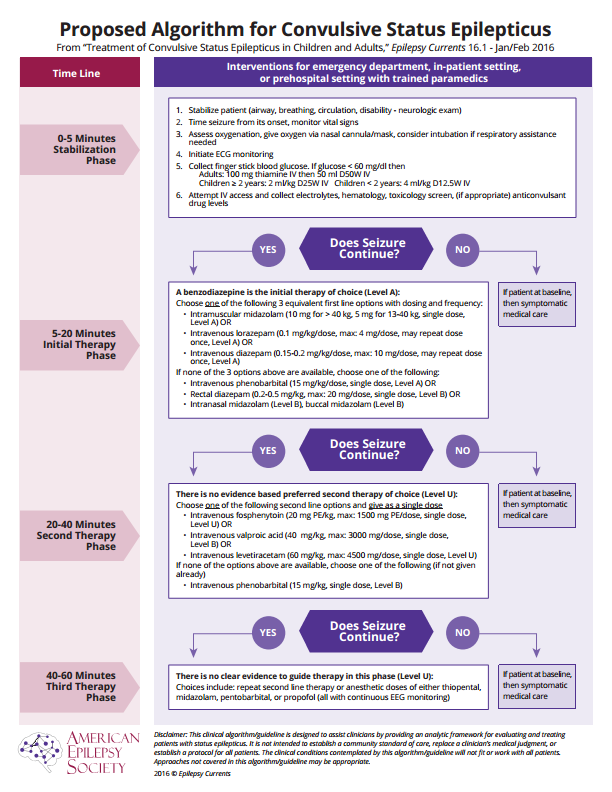 Proposed Algorithm for Convulsive Status Epilepticus
From “Treatment of Convulsive Status Epilepticus in Children and Adults,” Epilepsy Currents 16.1 - Jan/Feb 2016
Time Line
Interventions for emergency department, in-patient setting,
or prehospital setting with trained paramedics
0-5 Minutes
Stabilization
Phase
1. Stabilize patient (airway, breathing, circulation, disability - neurologic exam)
2. Time seizure from its onset, monitor vital signs
3. Assess oxygenation, give oxygen via nasal cannula/mask, consider intubation if respiratory assistance
needed
4. Initiate ECG monitoring
5. Collect finger stick blood glucose. If glucose < 60 mg/dl then
Adults: 100 mg thiamine IV then 50 ml D50W IV
Children ≥ 2 years: 2 ml/kg D25W IV Children < 2 years: 4 ml/kg D12.5W IV
6. Attempt IV access and collect electrolytes, hematology, toxicology screen, (if appropriate) anticonvulsant
drug levels
YES
Does Seizure
Continue?
NO
5-20 Minutes
Initial Therapy
Phase
A benzodiazepine is the initial therapy of choice (Level A):
Choose one of the following 3 equivalent first line options with dosing and frequency:
• Intramuscular midazolam (10 mg for > 40 kg, 5 mg for 13-40 kg, single dose,
Level A) OR
• Intravenous lorazepam (0.1 mg/kg/dose, max: 4 mg/dose, may repeat dose
once, Level A) OR
• Intravenous diazepam (0.15-0.2 mg/kg/dose, max: 10 mg/dose, may repeat dose
once, Level A)
If none of the 3 options above are available, choose one of the following:
• Intravenous phenobarbital (15 mg/kg/dose, single dose, Level A) OR
• Rectal diazepam (0.2-0.5 mg/kg, max: 20 mg/dose, single dose, Level B) OR
• Intranasal midazolam (Level B), buccal midazolam (Level B)
If patient at baseline,
then symptomatic
medical care
YES
Does Seizure
Continue?
NO
20-40 Minutes
Second Therapy
Phase
There is no evidence based preferred second therapy of choice (Level U):
Choose one of the following second line options and give as a single dose
• Intravenous fosphenytoin (20 mg PE/kg, max: 1500 mg PE/dose, single dose,
Level U) OR
• Intravenous valproic acid (40 mg/kg, max: 3000 mg/dose, single dose,
Level B) OR
• Intravenous levetiracetam (60 mg/kg, max: 4500 mg/dose, single dose, Level U)
If none of the options above are available, choose one of the following (if not given
already)
• Intravenous phenobarbital (15 mg/kg, single dose, Level B)
If patient at baseline,
then symptomatic
medical care
YES
Does Seizure
Continue?
NO
40-60 Minutes
Third Therapy
Phase
There is no clear evidence to guide therapy in this phase (Level U):
Choices include: repeat second line therapy or anesthetic doses of either thiopental,
midazolam, pentobarbital, or propofol (all with continuous EEG monitoring)
If patient at baseline,
then symptomatic
medical care
AMERICAN
EPILEPSY
SOCIETY
Disclaimer: This clinical algorithm/guideline is designed to assist clinicians by providing an analytic framework for evaluating and treating
patients with status epilepticus. It is not intended to establish a community standard of care, replace a clinician's medical judgment, or
establish a protocol for all patients. The clinical conditions contemplated by this algorithm/guideline will not fit or work with all patients.
Approaches not covered in this algorithm/guideline may be appropriate.
2016 © Epilepsy Currents